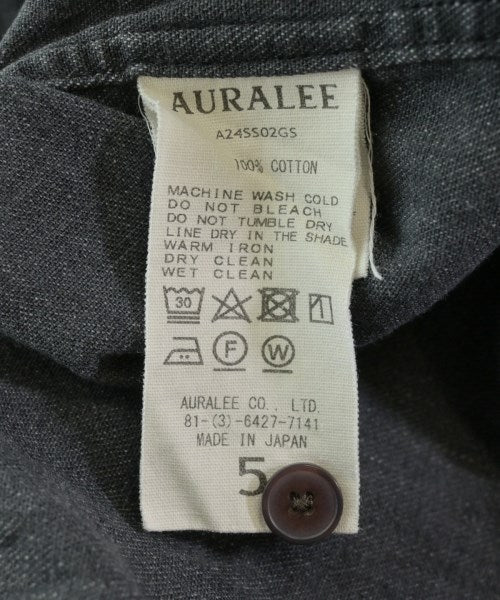 AURALEE
A24SS02GS
100% COTTON
MACHINE WASH COLD
DO NOT BLEACH
DO NOT TUMBLE DRY
LINE DRY IN THE SHADE
WARM IRON
DRY CLEAN
WET CLEAN
30
F W
AURALEE CO., LTD.
81-(3)-6427-7141
MADE IN JAPAN
5